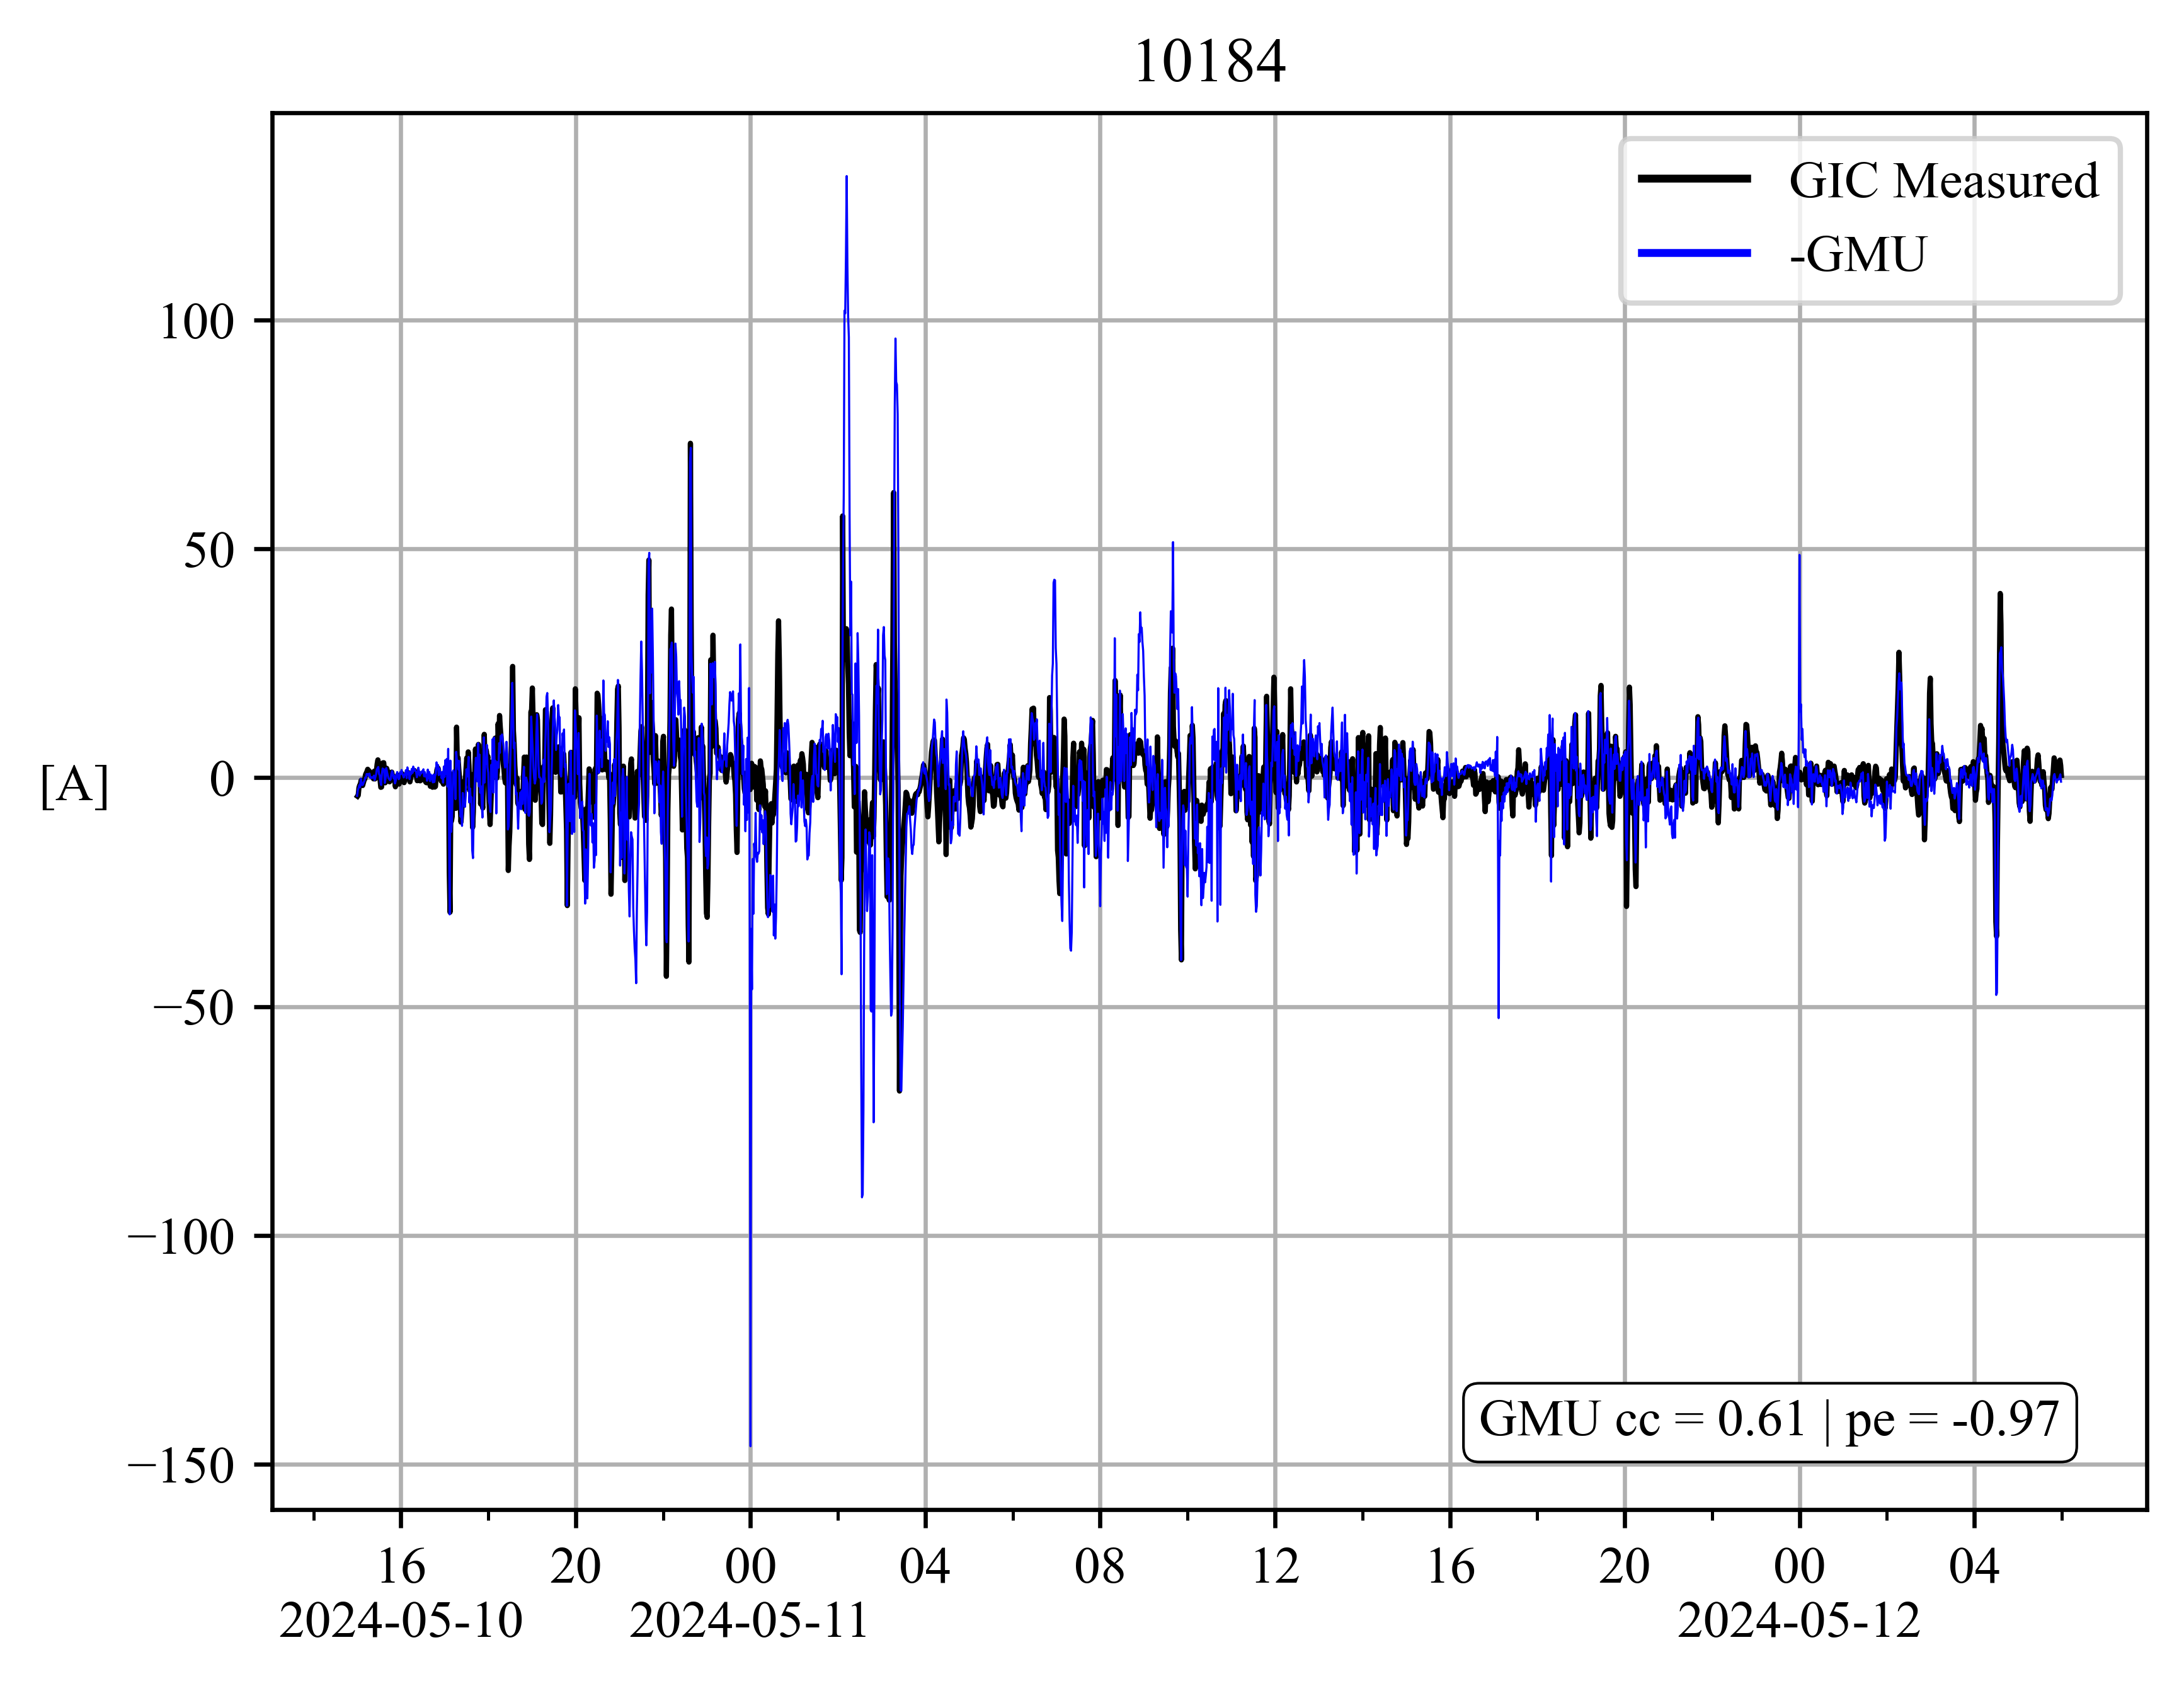 10184
GIC Measured
-GMU
100
50
0
[A]
−50
−100
−150
GMU cc = 0.61 | pe = -0.97
16 20 00 04 08 12 16 20 00 04
2024-05-10 2024-05-11 2024-05-12